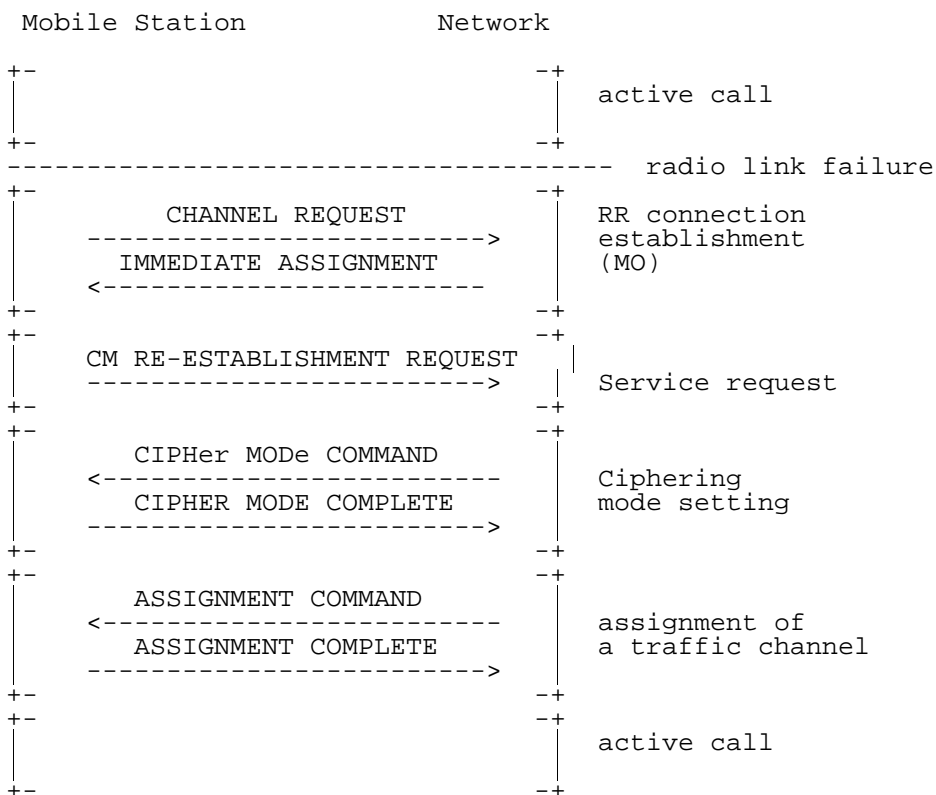 Mobile Station Network
active call
radio link failure
CHANNEL REQUEST RR connection
establishment
IMMEDIATE ASSIGNMENT (MO)
CM RE-ESTABLISHMENT REQUEST
Service request
CIPHer MODe COMMAND
Ciphering
CIPHER MODE COMPLETE mode setting
ASSIGNMENT COMMAND
assignment of
ASSIGNMENT COMPLETE a traffic channel
active call